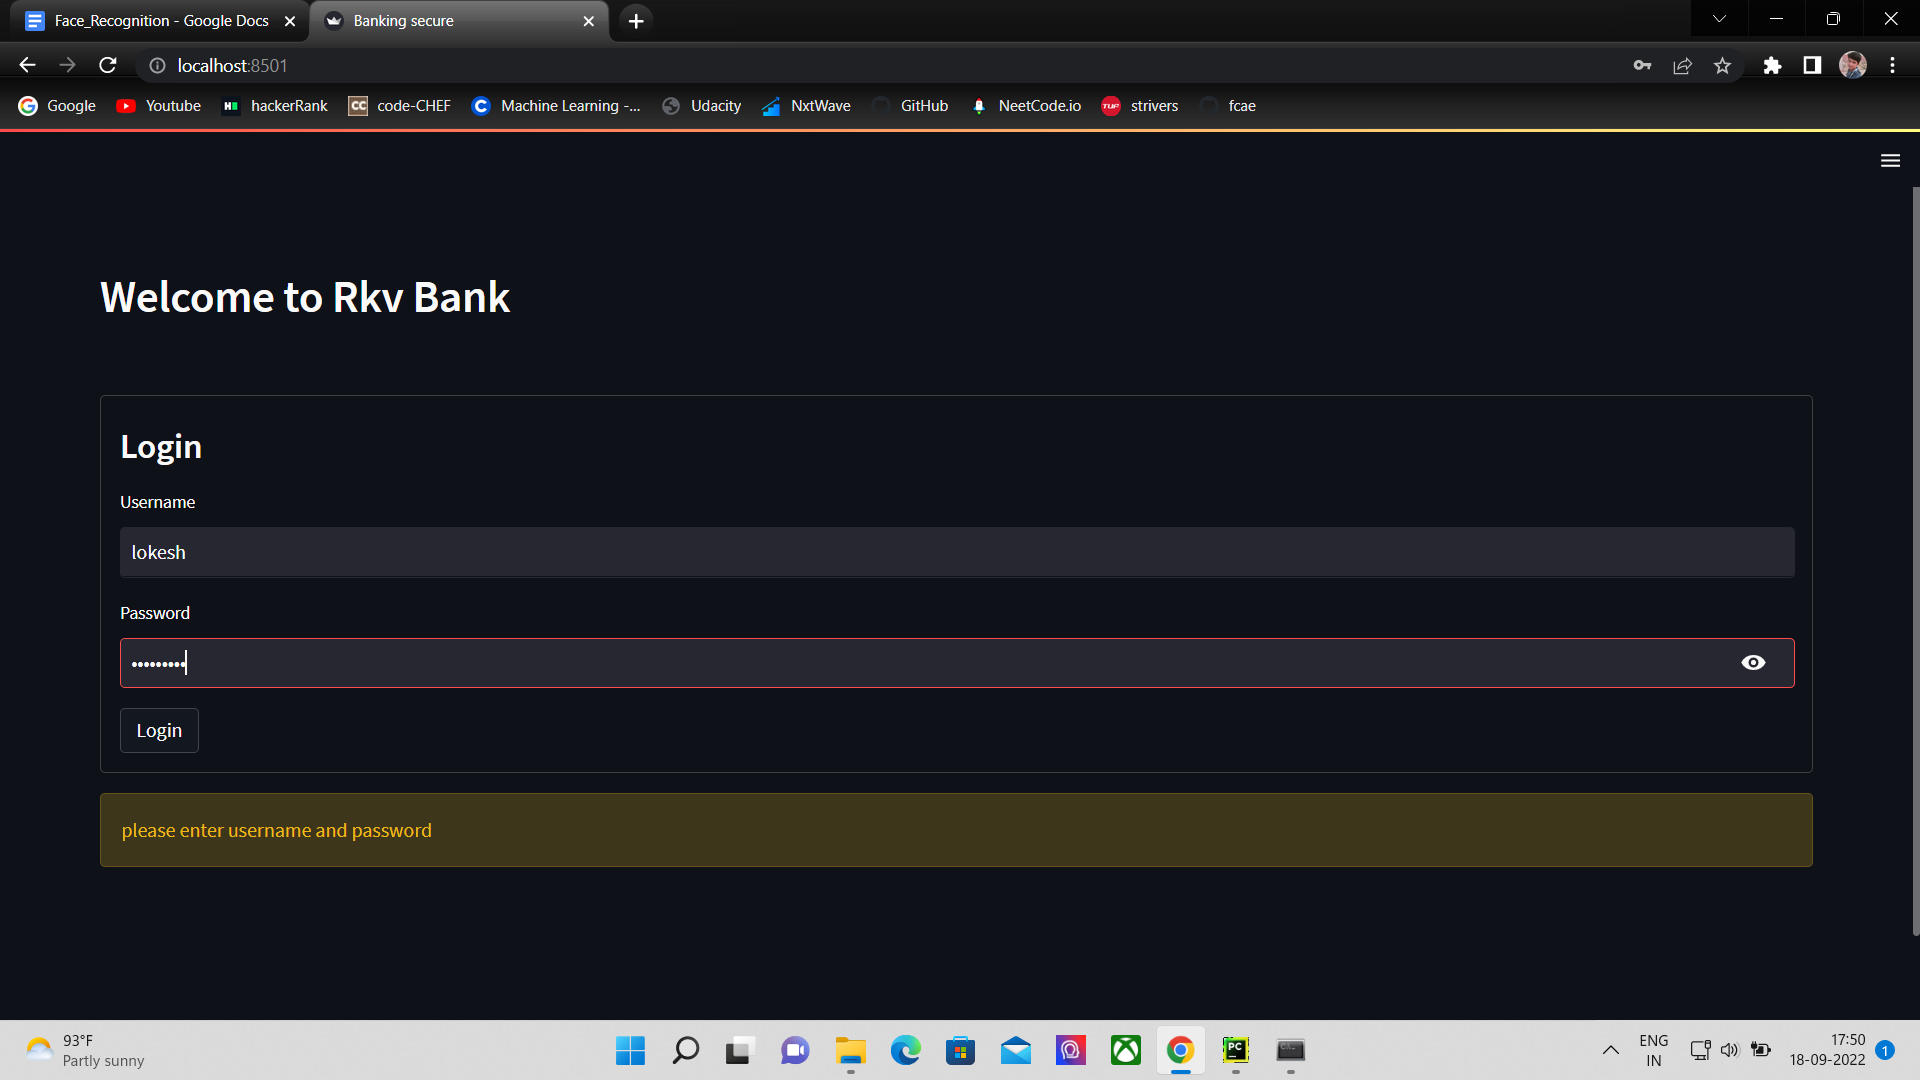 Face_Recognition - Google Docs
Banking secure
localhost:8501
Google Youtube hackerRank code-CHEF Machine Learning -... Udacity NxtWave GitHub NeetCode.io strivers fcae
Welcome to Rkv Bank
Login
Username
lokesh
Password
Login
please enter username and password
93°F
Partly sunny
ENG
IN
17:50
18-09-2022
1